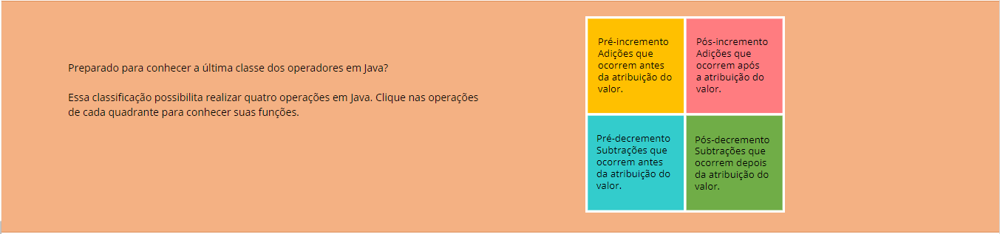 Preparado para conhecer a última classe dos operadores em Java?
Essa classificação possibilita realizar quatro operações em Java. Clique nas operações
de cada quadrante para conhecer suas funções.
Pré-incremento
Adições que
ocorrem antes
da atribuição do
valor.
Pós-incremento
Adições que
ocorrem após
a atribuição do
valor.
Pré-decremento
Subtrações que
ocorrem antes
da atribuição do
valor.
Pós-decremento
Subtrações que
ocorrem depois
da atribuição do
valor.